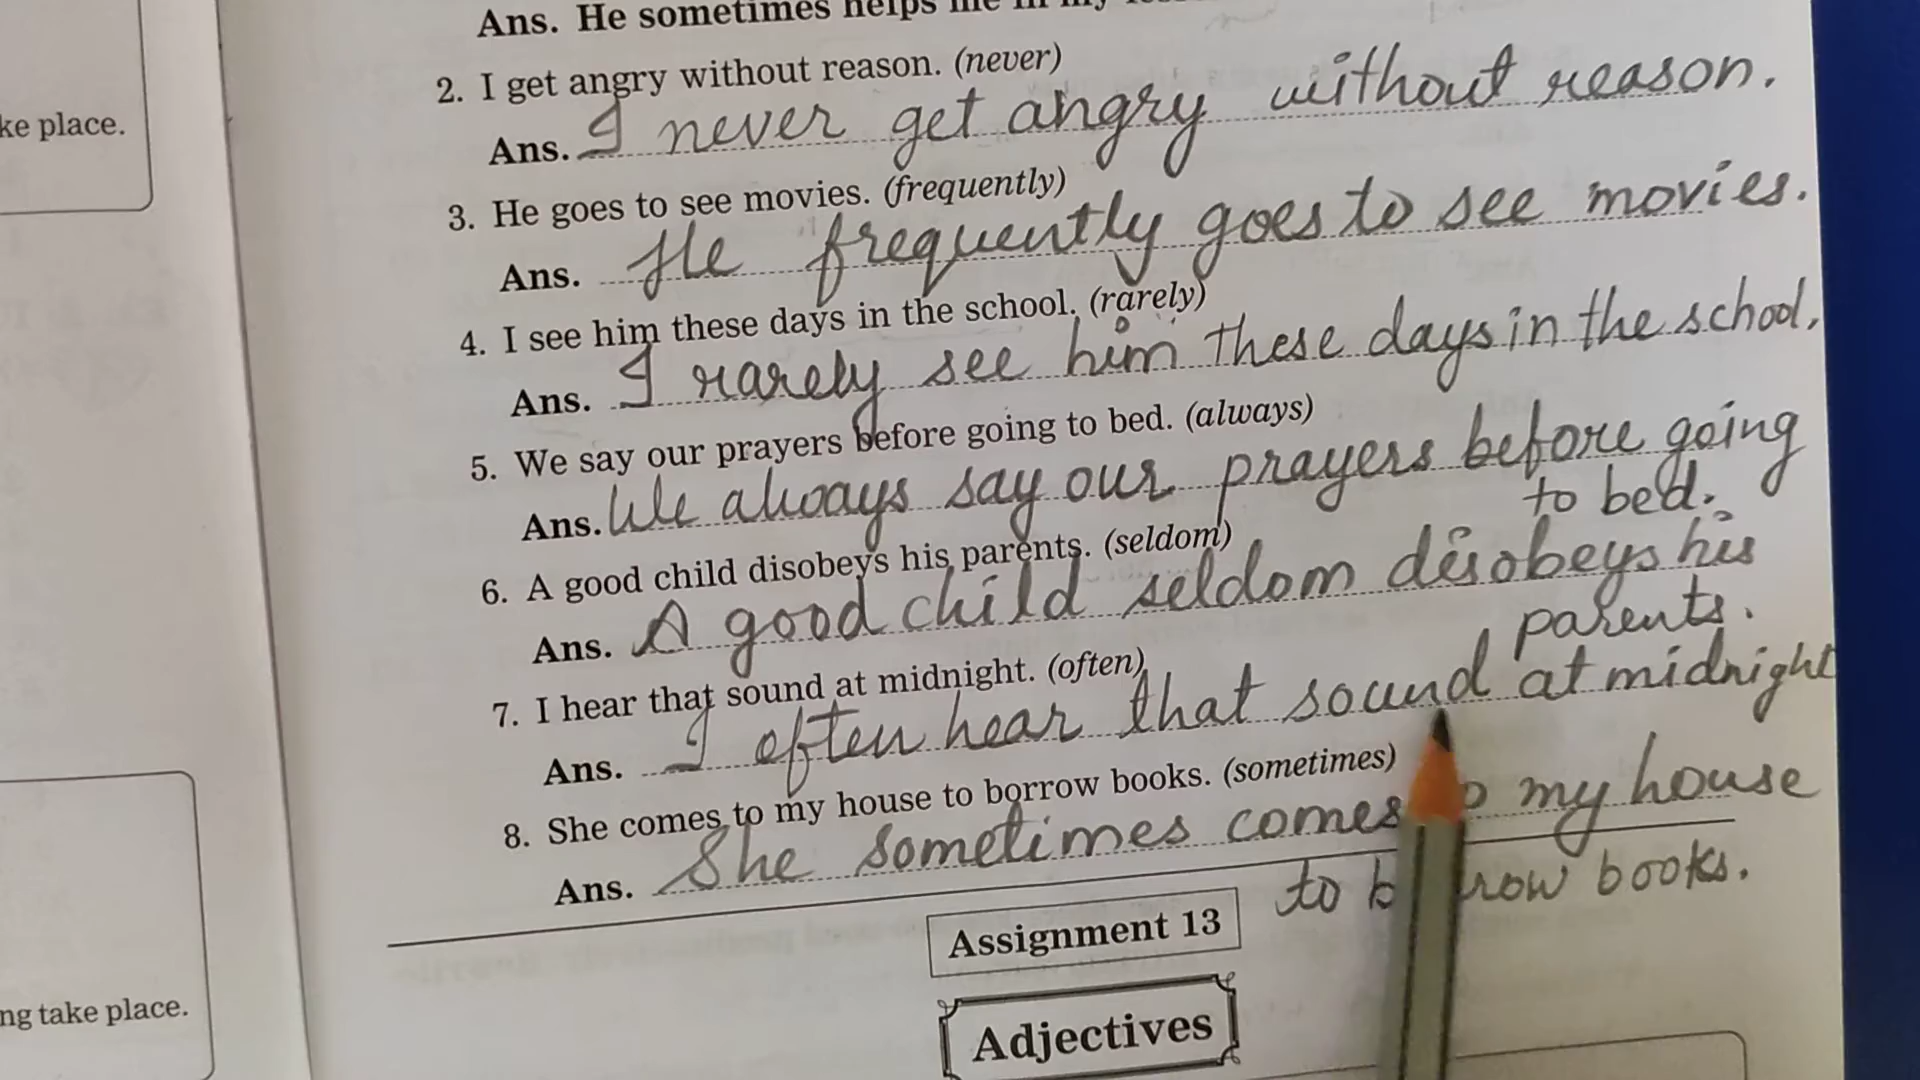 ke place.
ng take place.
Ans. He sometimes helps me in my
2. I get angry without reason. (never)
Ans. I never get angry without reason.
3. He goes to see movies. (frequently)
Ans. He frequently goes to see movies.
4. I see him these days in the school. (rarely)
Ans. I rarely see him these days in the school.
5. We say our prayers before going to bed. (always)
Ans. We always say our prayers before going
to bed.
6. A good child disobeys his parents. (seldom)
Ans. A good child seldom disobeys his
parents.
7. I hear that sound at midnight. (often)
Ans. I often hear that sound at midnight
8. She comes to my house to borrow books. (sometimes)
Ans. She sometimes comes my house
to row books.
Assignment 13
Adjectives